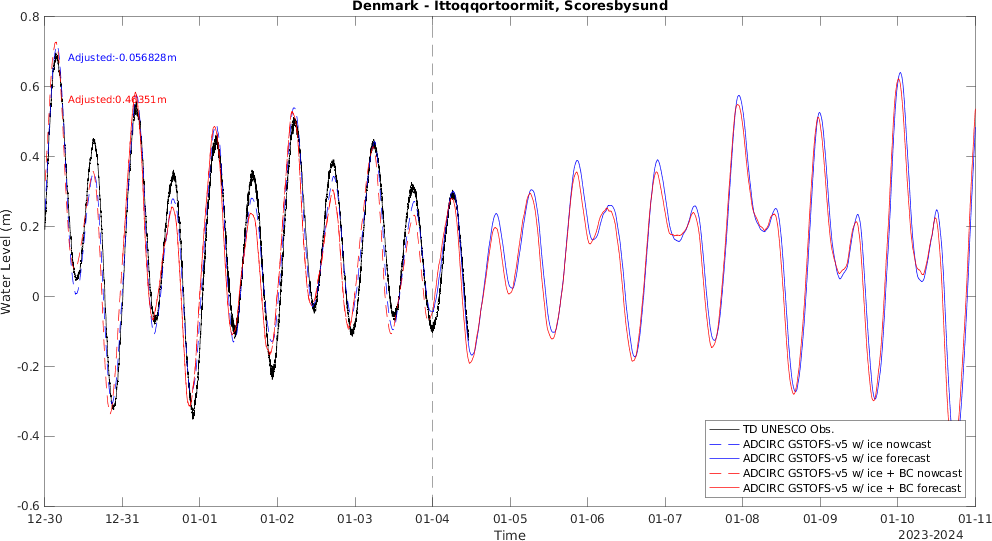 Denmark - Ittoqqortoormiit, Scoresbysund
Water Level (m)
0.8
0.6
0.4
0.2
0
-0.2
-0.4
-0.6
Adjusted:-0.056828m
Adjusted:0.46351m
TD UNESCO Obs.
ADCIRC GSTOFS-v5 w/ ice nowcast
ADCIRC GSTOFS-v5 w/ ice forecast
ADCIRC GSTOFS-v5 w/ ice + BC nowcast
ADCIRC GSTOFS-v5 w/ ice + BC forecast
12-30 12-31 01-01 01-02 01-03 01-04 01-05 01-06 01-07 01-08 01-09 01-10 01-11
Time
2023-2024